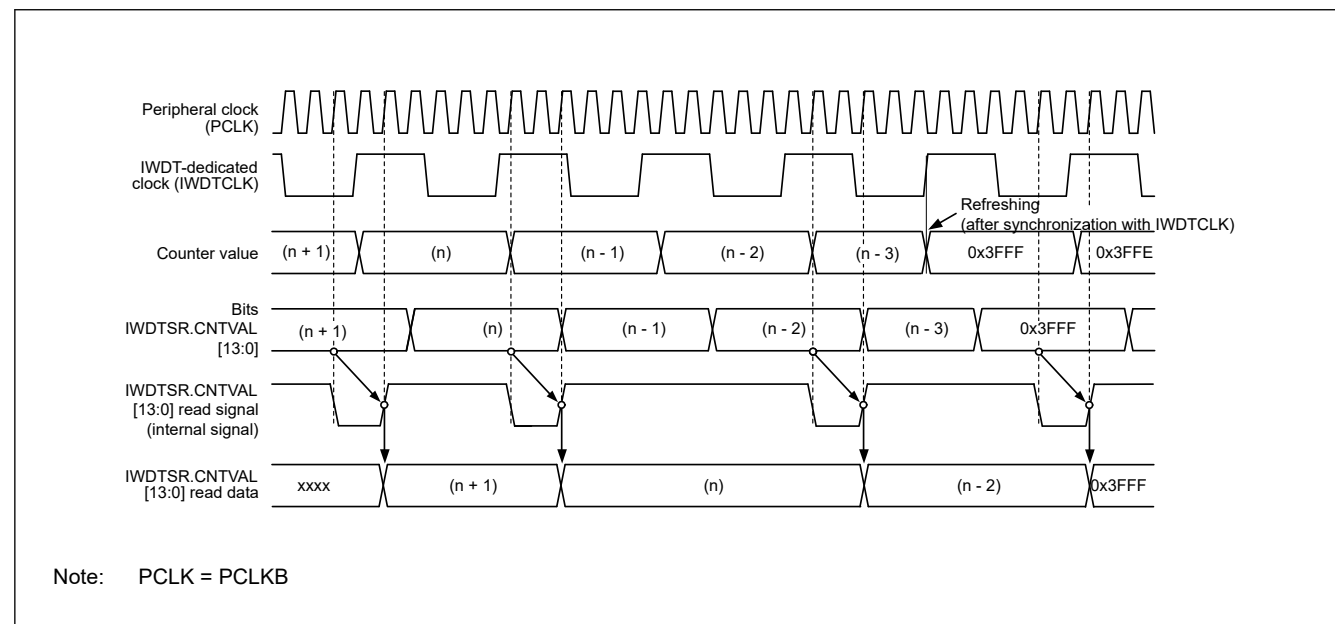 Peripheral clock
(PCLK)
IWDT-dedicated
clock (IWDTCLK)
Refreshing
(after synchronization with IWDTCLK)
Counter value
(n + 1)
(n)
(n - 1)
(n - 2)
(n - 3)
0x3FFF
0x3FFE
Bits
IWDTSR.CNTVAL
[13:0]
(n + 1)
(n)
(n - 1)
(n - 2)
(n - 3)
0x3FFF
IWDTSR.CNTVAL
[13:0] read signal
(internal signal)
IWDTSR.CNTVAL
[13:0] read data
xxxx
(n + 1)
(n)
(n - 2)
0x3FFF
Note: PCLK = PCLKB